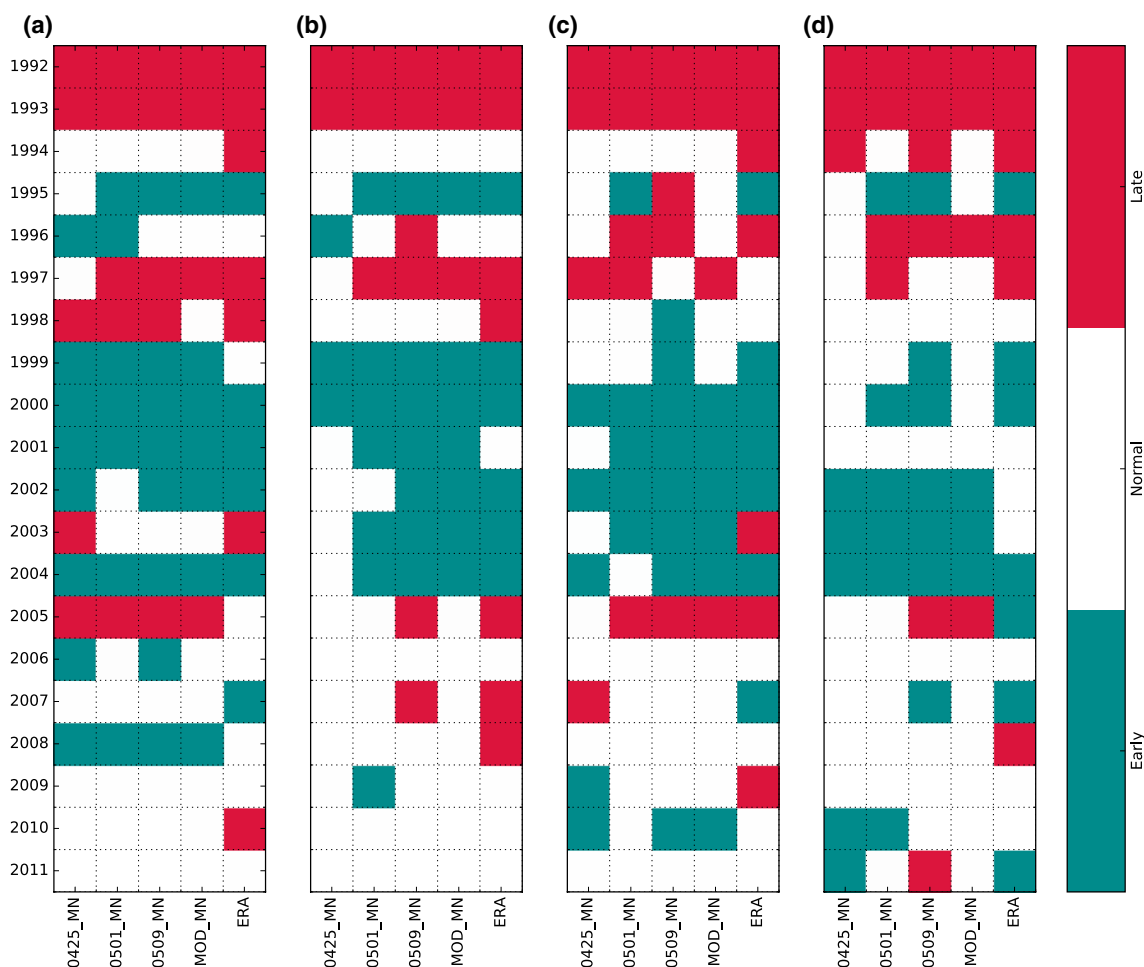 (a)
(b)
(c)
(d)
1992
1993
1994
1995
1996
1997
1998
1999
2000
2001
2002
2003
2004
2005
2006
2007
2008
2009
2010
2011
0425_MN
0501_MN
0509_MN
MOD_MN
ERA
0425_MN
0501_MN
0509_MN
MOD_MN
ERA
0425_MN
0501_MN
0509_MN
MOD_MN
ERA
0425_MN
0501_MN
0509_MN
MOD_MN
ERA
Late
Normal
Early